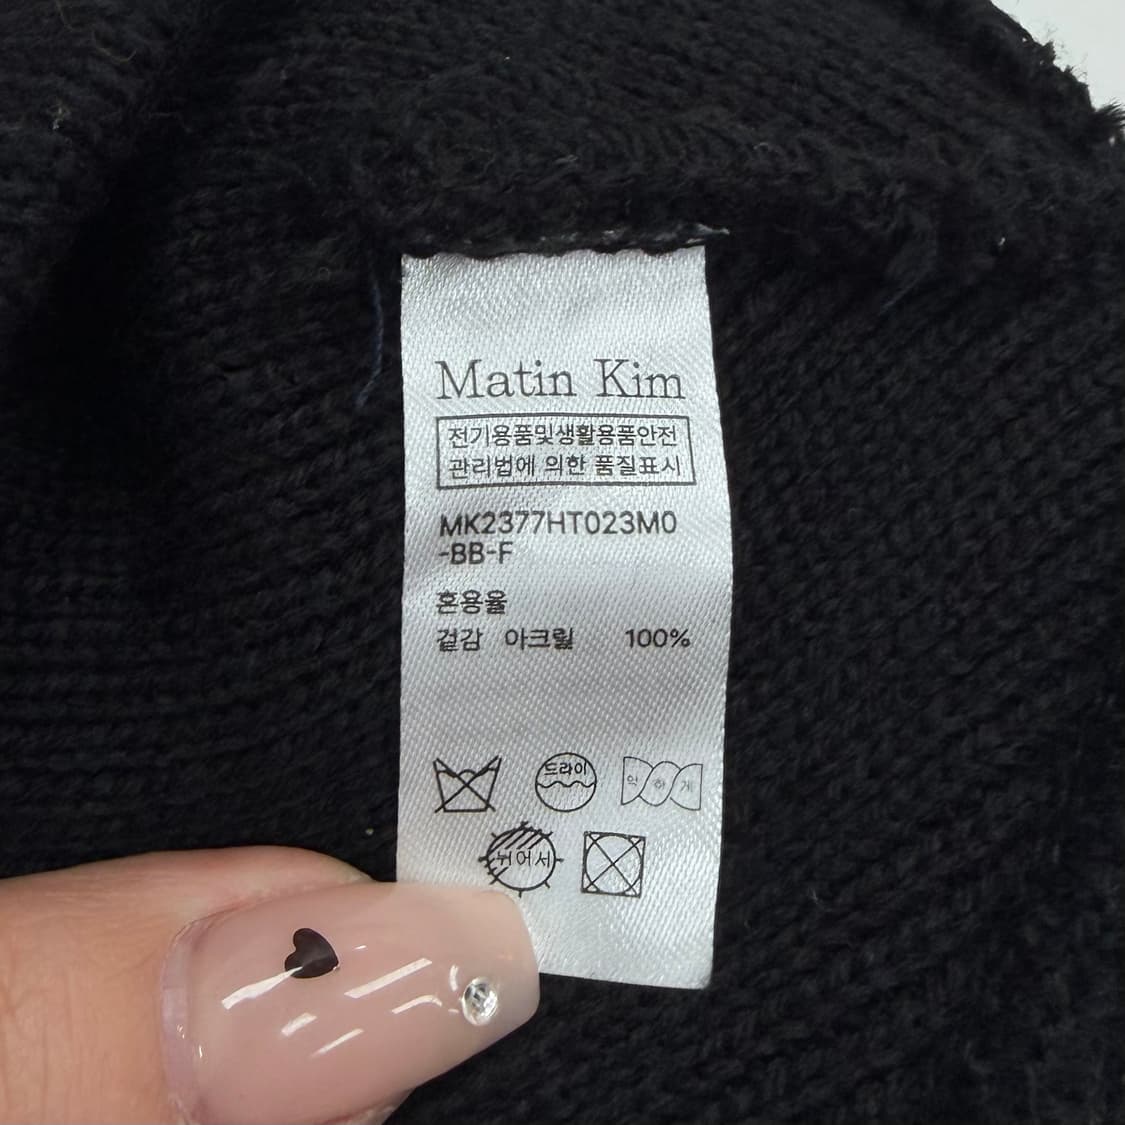 Matin Kim
전기용품및생활용품안전
관리법에 의한 품질표시
MK2377HT023M0
-BB-F
혼용율
겉감 아크릴 100%
드라이
약하게
뉘어서